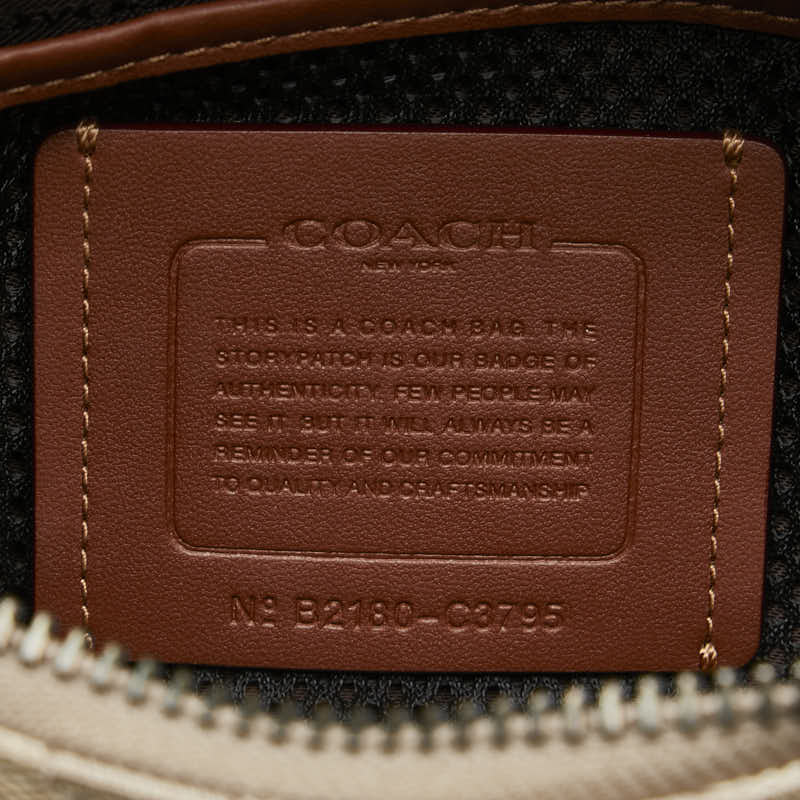 COACH
NEW YORK
THIS IS A COACH BAG. THE
STORYPATCH IS OUR BADGE OF
AUTHENTICITY. FEW PEOPLE MAY
SEE IT, BUT IT WILL ALWAYS BE A
REMINDER OF OUR COMMITMENT
TO QUALITY AND CRAFTSMANSHIP
Nº B2180-C3795